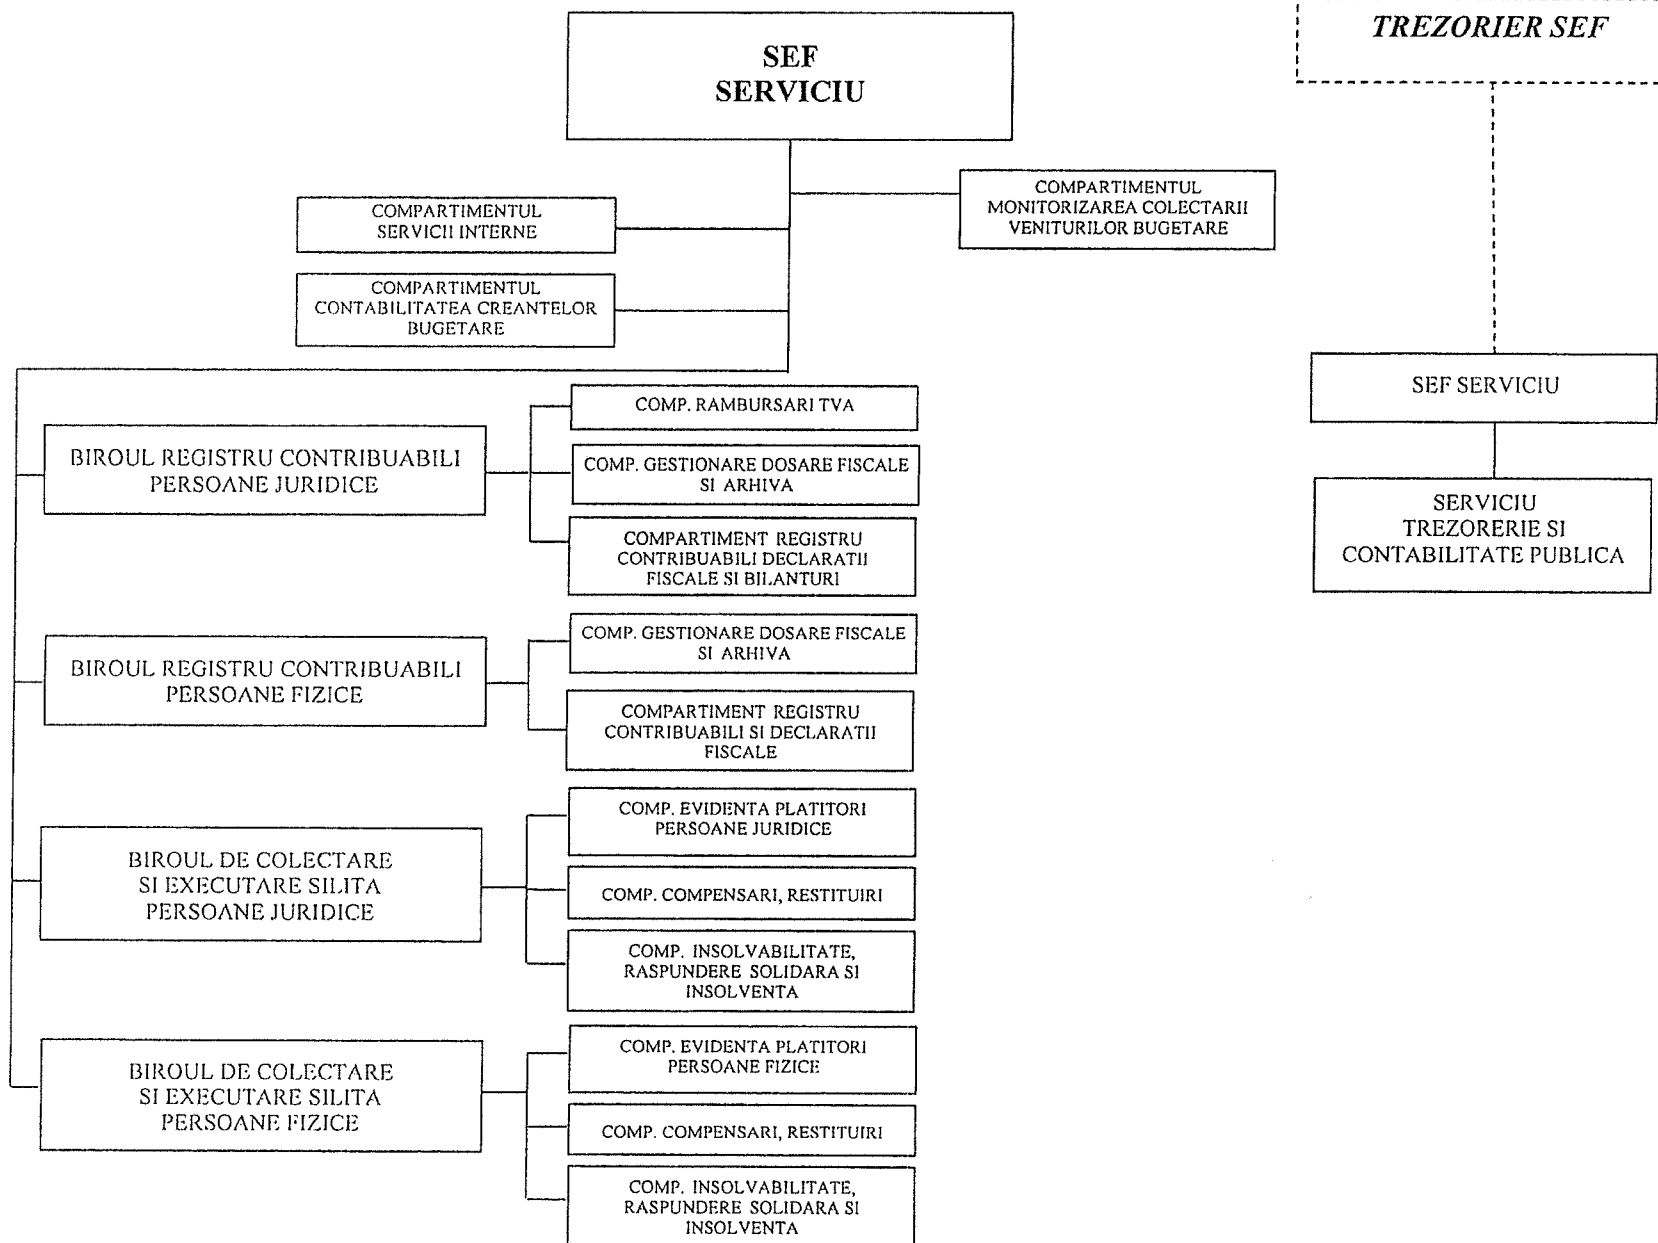 SEF
SERVICIU
TREZORIER SEF
COMPARTIMENTUL
MONITORIZAREA COLECTARII
VENITURILOR BUGETARE
COMPARTIMENTUL
SERVICII INTERNE
COMPARTIMENTUL
CONTABILITATEA CREANTELOR
BUGETARE
SEF SERVICIU
SERVICIU
TREZORERIE SI
CONTABILITATE PUBLICA
BIROUL REGISTRU CONTRIBUABILI
PERSOANE JURIDICE
COMP. RAMBURSARI TVA
COMP. GESTIONARE DOSARE FISCALE
SI ARHIVA
COMPARTIMENT REGISTRU
CONTRIBUABILI DECLARATII
FISCALE SI BILANTURI
BIROUL REGISTRU CONTRIBUABILI
PERSOANE FIZICE
COMP. GESTIONARE DOSARE FISCALE
SI ARHIVA
COMPARTIMENT REGISTRU
CONTRIBUABILI SI DECLARATII
FISCALE
BIROUL DE COLECTARE
SI EXECUTARE SILITA
PERSOANE JURIDICE
COMP. EVIDENTA PLATITORI
PERSOANE JURIDICE
COMP. COMPENSARI, RESTITUIRI
COMP. INSOLVABILITATE,
RASPUNDERE SOLIDARA SI
INSOLVENTA
BIROUL DE COLECTARE
SI EXECUTARE SILITA
PERSOANE FIZICE
COMP. EVIDENTA PLATITORI
PERSOANE FIZICE
COMP. COMPENSARI, RESTITUIRI
COMP. INSOLVABILITATE,
RASPUNDERE SOLIDARA SI
INSOLVENTA